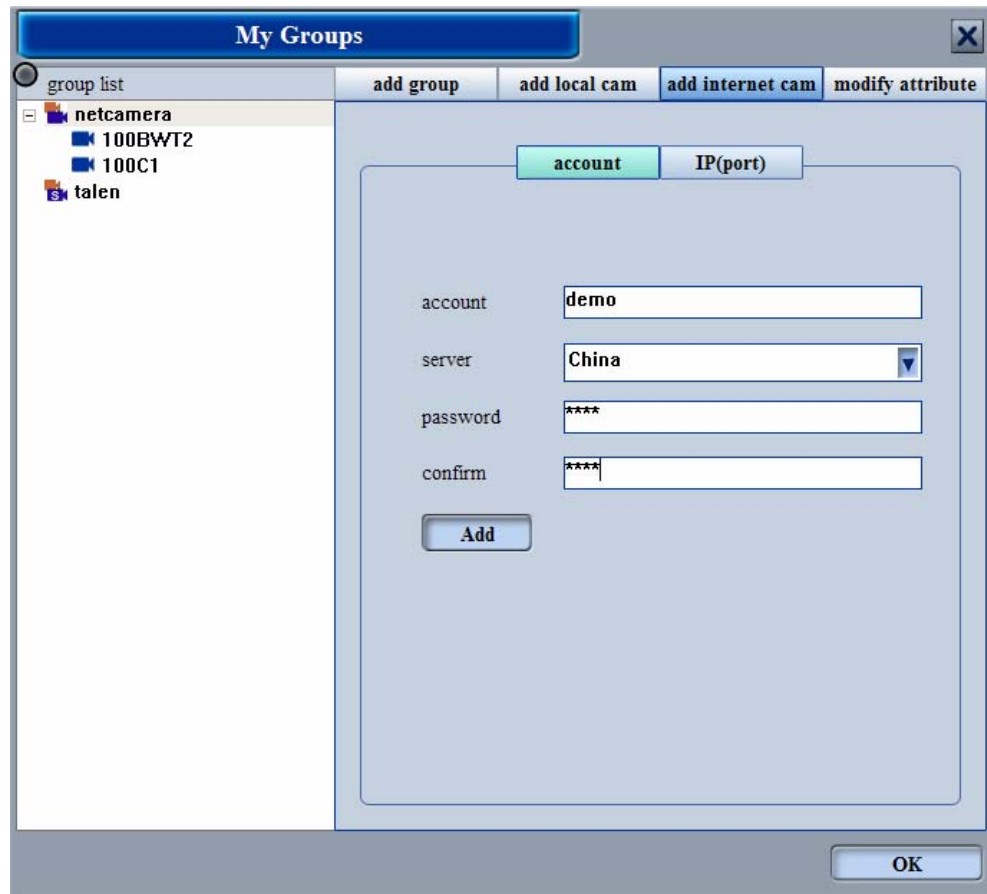 My Groups
group list
add group
add local cam
add internet cam
modify attribute
netcamera
100BWT2
100C1
S
talen
account
IP(port)
account
demo
server
China
password
****
confirm
****
Add
OK